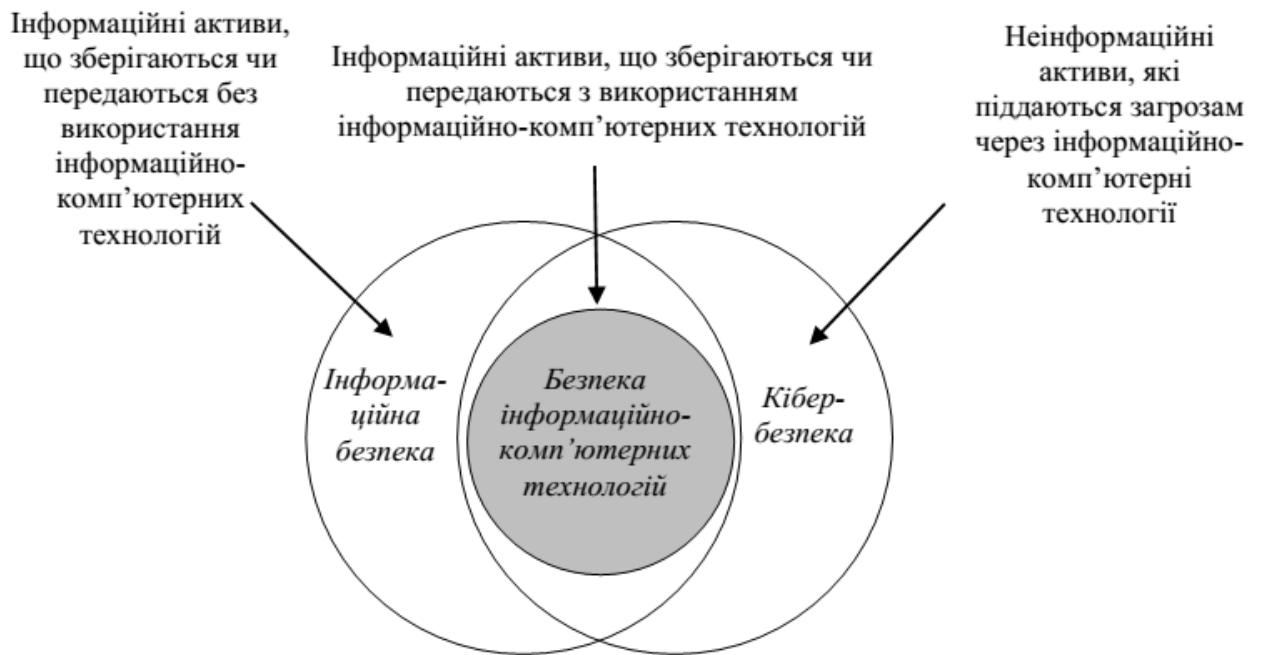 Інформаційні активи,
що зберігаються чи
передаються без
використання
інформаційно-
комп’ютерних
технологій
Інформаційні активи, що зберігаються чи
передаються з використанням
інформаційно-комп’ютерних технологій
Неінформаційні
активи, які
піддаються загрозам
через інформаційно-
комп’ютерні
технології
Інформа-
ційна
безпека
Безпека
інформаційно-
комп’ютерних
технологій
Кібер-
безпека